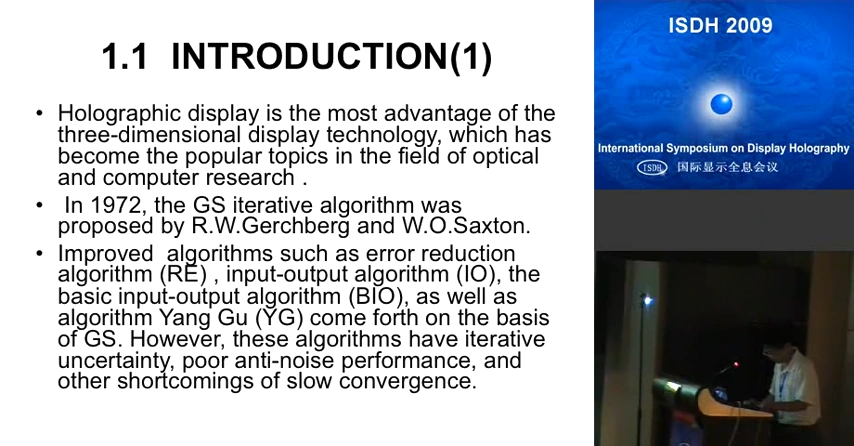 1.1 INTRODUCTION(1)
• Holographic display is the most advantage of the
three-dimensional display technology, which has
become the popular topics in the field of optical
and computer research .
• In 1972, the GS iterative algorithm was
proposed by R.W.Gerchberg and W.O.Saxton.
• Improved algorithms such as error reduction
algorithm (RE) , input-output algorithm (IO), the
basic input-output algorithm (BIO), as well as
algorithm Yang Gu (YG) come forth on the basis
of GS. However, these algorithms have iterative
uncertainty, poor anti-noise performance, and
other shortcomings of slow convergence.
ISDH 2009
International Symposium on Display Holography
ISDH 国际显示全息会议